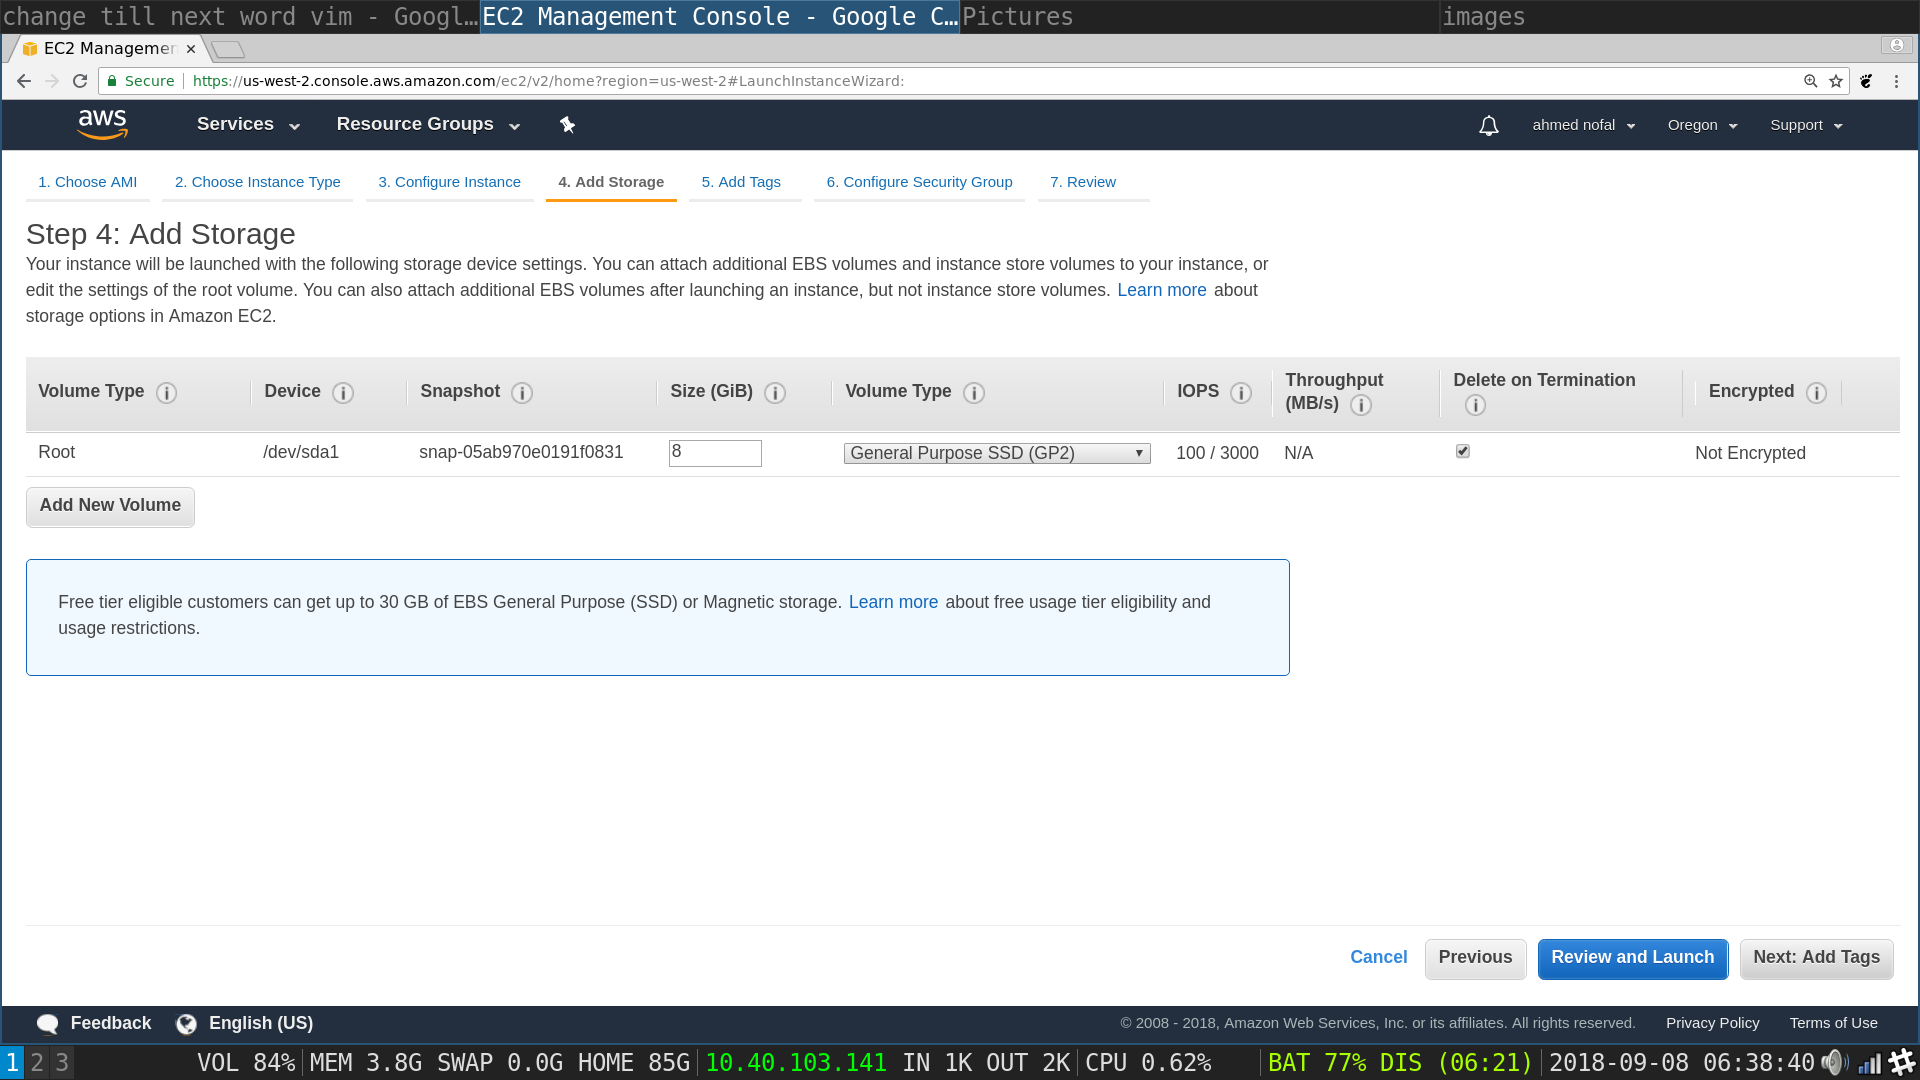 change till next word vim - Googl… EC2 Management Console - Google C… Pictures images
EC2 Managemen
Secure https://us-west-2.console.aws.amazon.com/ec2/v2/home?region=us-west-2#LaunchInstanceWizard:
aws Services Resource Groups ahmed nofal Oregon Support
1. Choose AMI 2. Choose Instance Type 3. Configure Instance 4. Add Storage 5. Add Tags 6. Configure Security Group 7. Review
Step 4: Add Storage
Your instance will be launched with the following storage device settings. You can attach additional EBS volumes and instance store volumes to your instance, or
edit the settings of the root volume. You can also attach additional EBS volumes after launching an instance, but not instance store volumes. Learn more about
storage options in Amazon EC2.
Volume Type i Device i Snapshot i Size (GiB) i Volume Type i IOPS i Throughput (MB/s) i Delete on Termination i Encrypted i
Root /dev/sda1 snap-05ab970e0191f0831 8 General Purpose SSD (GP2) 100 / 3000 N/A Not Encrypted
Add New Volume
Free tier eligible customers can get up to 30 GB of EBS General Purpose (SSD) or Magnetic storage. Learn more about free usage tier eligibility and
usage restrictions.
Cancel Previous Review and Launch Next: Add Tags
Feedback English (US) © 2008 - 2018, Amazon Web Services, Inc. or its affiliates. All rights reserved. Privacy Policy Terms of Use
1 2 3 VOL 84% MEM 3.8G SWAP 0.0G HOME 85G 10.40.103.141 IN 1K OUT 2K CPU 0.62% BAT 77% DIS (06:21) 2018-09-08 06:38:40